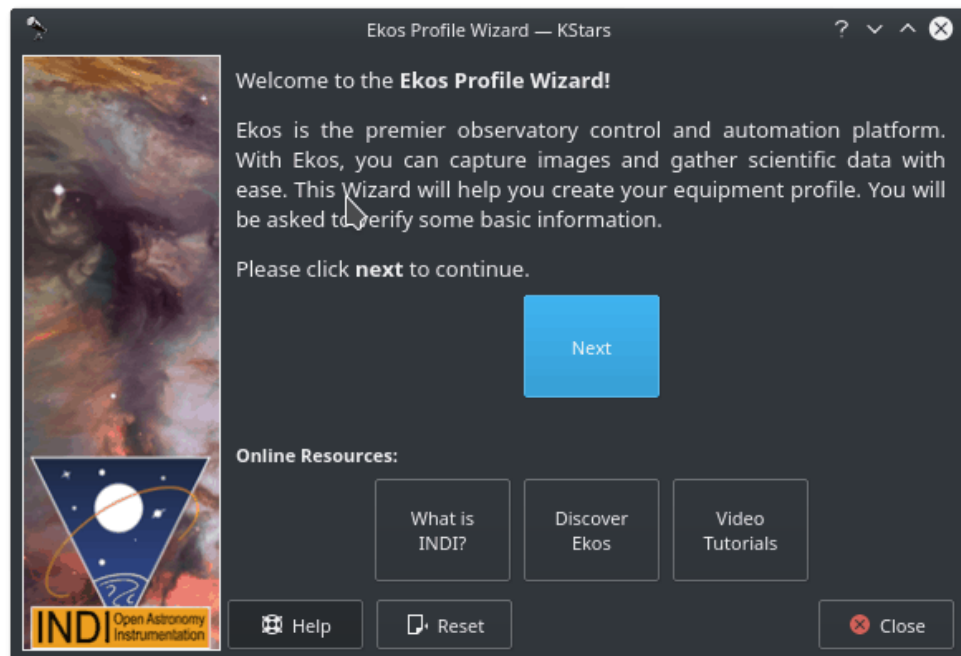 Ekos Profile Wizard — KStars
Welcome to the Ekos Profile Wizard!
Ekos is the premier observatory control and automation platform.
With Ekos, you can capture images and gather scientific data with
ease. This Wizard will help you create your equipment profile. You will
be asked to verify some basic information.
Please click next to continue.
Next
Online Resources:
What is
INDI?
Discover
Ekos
Video
Tutorials
INDI
Open Astronomy
Instrumentation
Help
Reset
Close